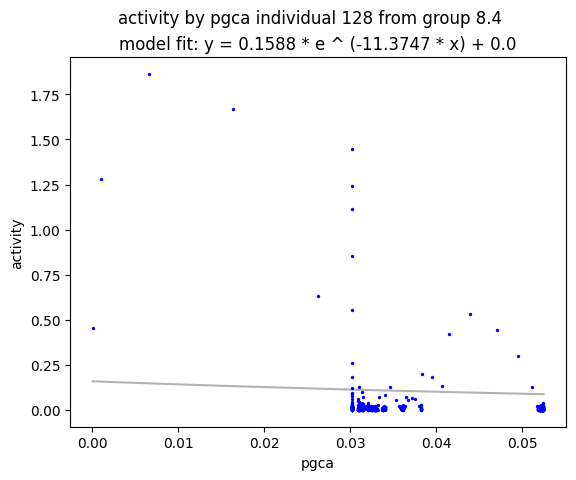 activity by pgca individual 128 from group 8.4
model fit: y = 0.1588 * e ^ (-11.3747 * x) + 0.0
1.75
1.50
1.25
1.00
0.75
0.50
0.25
0.00
activity
0.00 0.01 0.02 0.03 0.04 0.05
pgca